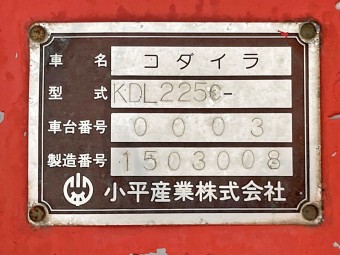 車名 コダイラ
型式 KDL225C-
車台番号 0003
製造番号 1503008
小平産業株式会社